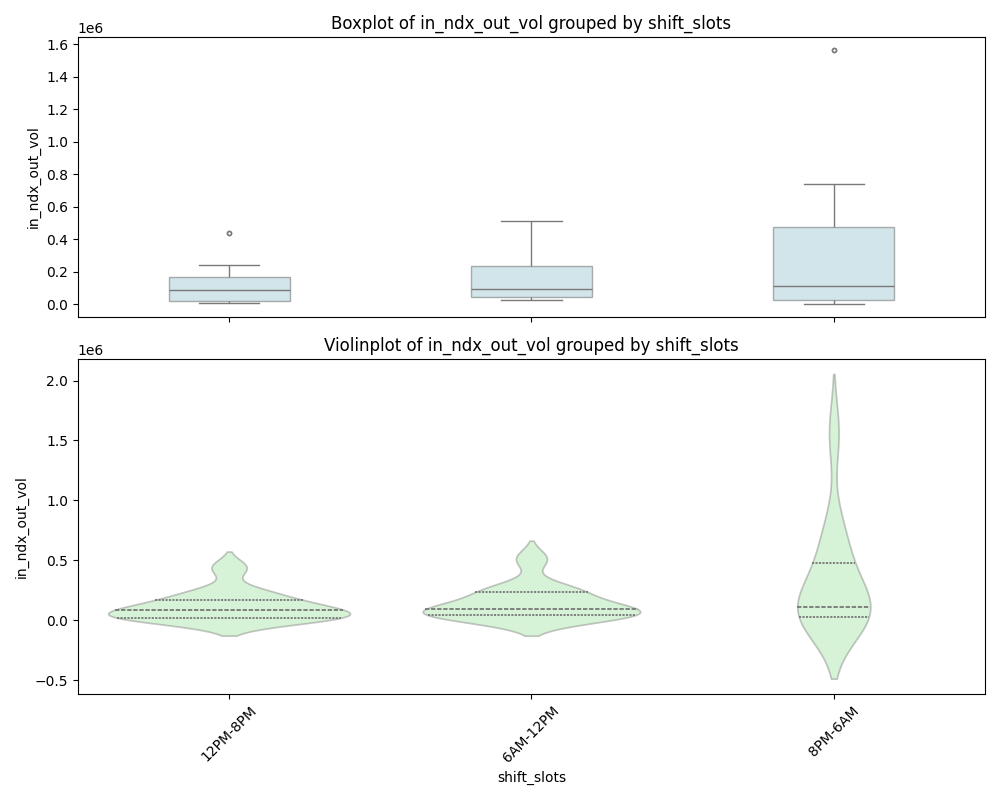 Boxplot of in_ndx_out_vol grouped by shift_slots
1e6
1.6
1.4
1.2
1.0
0.8
0.6
0.4
0.2
0.0
in_ndx_out_vol
Violinplot of in_ndx_out_vol grouped by shift_slots
1e6
2.0
1.5
1.0
0.5
0.0
−0.5
in_ndx_out_vol
12PM-8PM
6AM-12PM
8PM-6AM
shift_slots